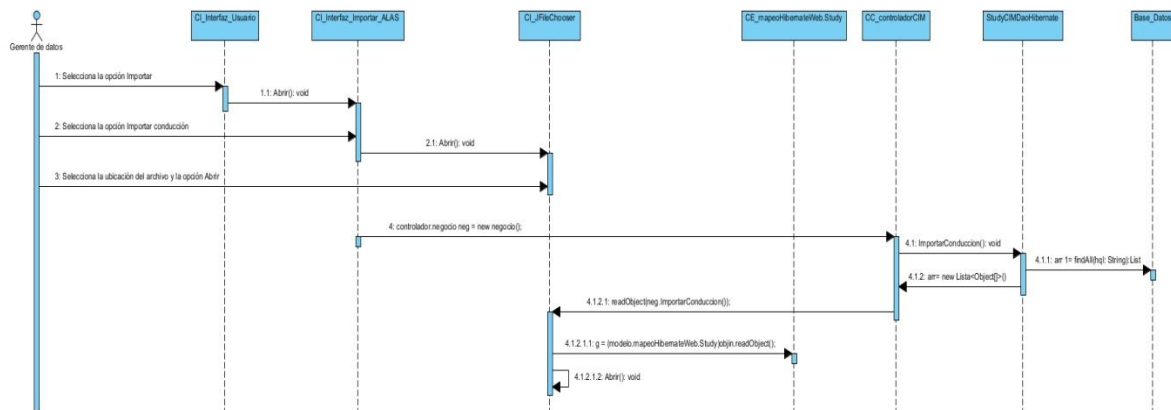 CI_Interfaz_Usuario
CI_Interfaz_Importar_ALAS
CI_JFileChooser
CE_mapeoHibernateWeb.Study
CC_controladorCIM
StudyCIMDaoHibernate
Base_Datos
Gerente de datos
1: Selecciona la opción Importar
1.1: Abrir(): void
2: Selecciona la opción Importar conducción
2.1: Abrir(): void
3: Selecciona la ubicación del archivo y la opción Abrir
4: controlador.negocio neg = new negocio();
4.1: ImportarConduccion(): void
4.1.1: arr 1= findAll(hql: String):List
4.1.2: arr= new Lista<Object[]>()
4.1.2.1: readObject(neg.ImportarConduccion());
4.1.2.1.1: g = (modelo.mapeoHibernateWeb.Study)objin.readObject();
4.1.2.1.2: Abrir(): void